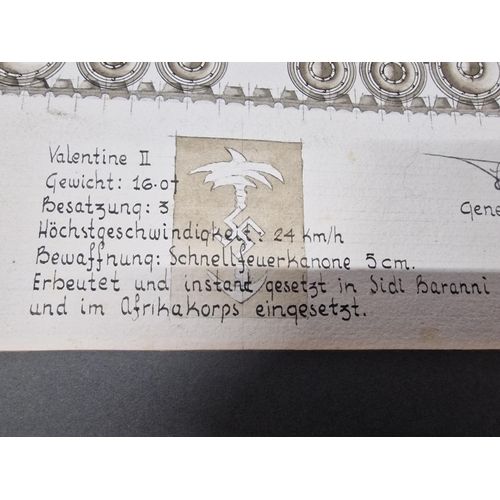 Valentine II
Gewicht: 16.0t
Besatzung: 3
Höchstgeschwindigkeit: 24 km/h
Bewaffnung: Schnellfeuerkanone 5cm.
Erbeutet und instand gesetzt in Sidi Baranni
und im Afrikakorps eingesetzt.
Gene